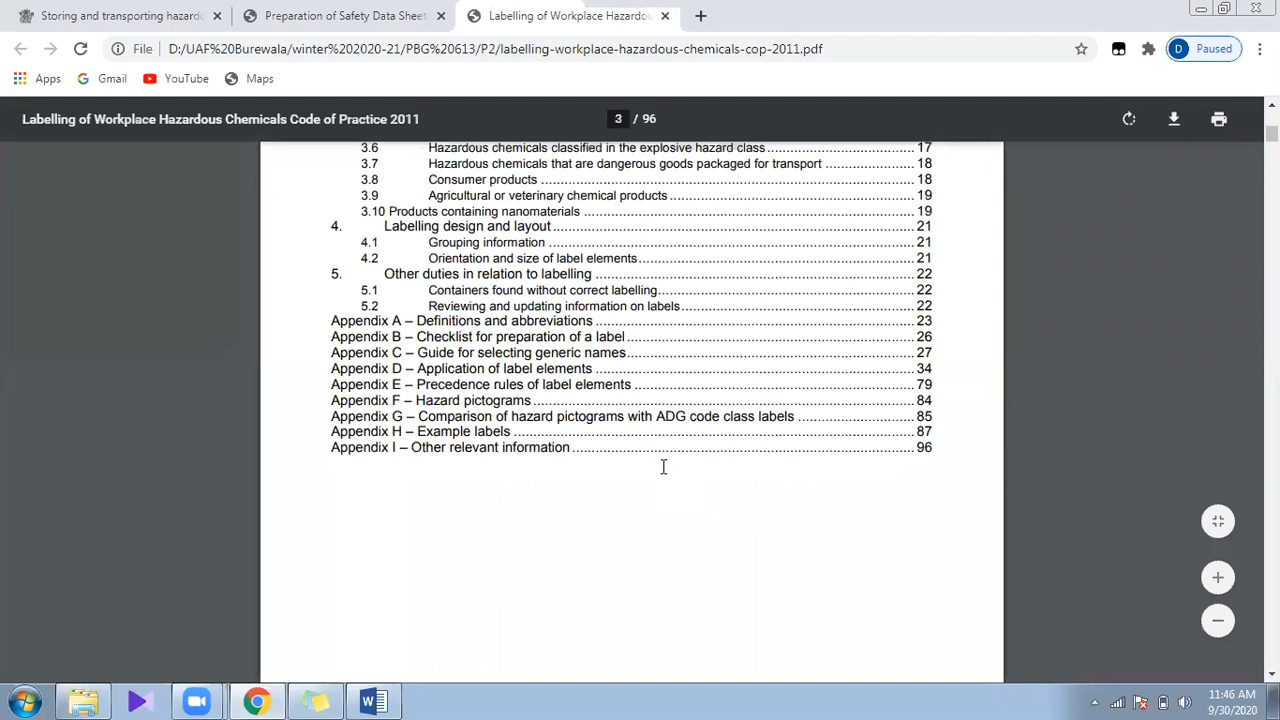 Storing and transporting hazard
Preparation of Safety Data Sheet
Labelling of Workplace Hazardou
File D:/UAF%20Burewala/winter%202020-21/PBG%20613/P2/labelling-workplace-hazardous-chemicals-cop-2011.pdf
D Paused
Apps Gmail YouTube Maps
Labelling of Workplace Hazardous Chemicals Code of Practice 2011 3 / 96
3.6 Hazardous chemicals classified in the explosive hazard class 17
3.7 Hazardous chemicals that are dangerous goods packaged for transport 18
3.8 Consumer products 18
3.9 Agricultural or veterinary chemical products 19
3.10 Products containing nanomaterials 19
4. Labelling design and layout 21
4.1 Grouping information 21
4.2 Orientation and size of label elements 21
5. Other duties in relation to labelling 22
5.1 Containers found without correct labelling 22
5.2 Reviewing and updating information on labels 22
Appendix A – Definitions and abbreviations 23
Appendix B – Checklist for preparation of a label 26
Appendix C – Guide for selecting generic names 27
Appendix D – Application of label elements 34
Appendix E – Precedence rules of label elements 79
Appendix F – Hazard pictograms 84
Appendix G – Comparison of hazard pictograms with ADG code class labels 85
Appendix H – Example labels 87
Appendix I – Other relevant information 96
11:46 AM
9/30/2020